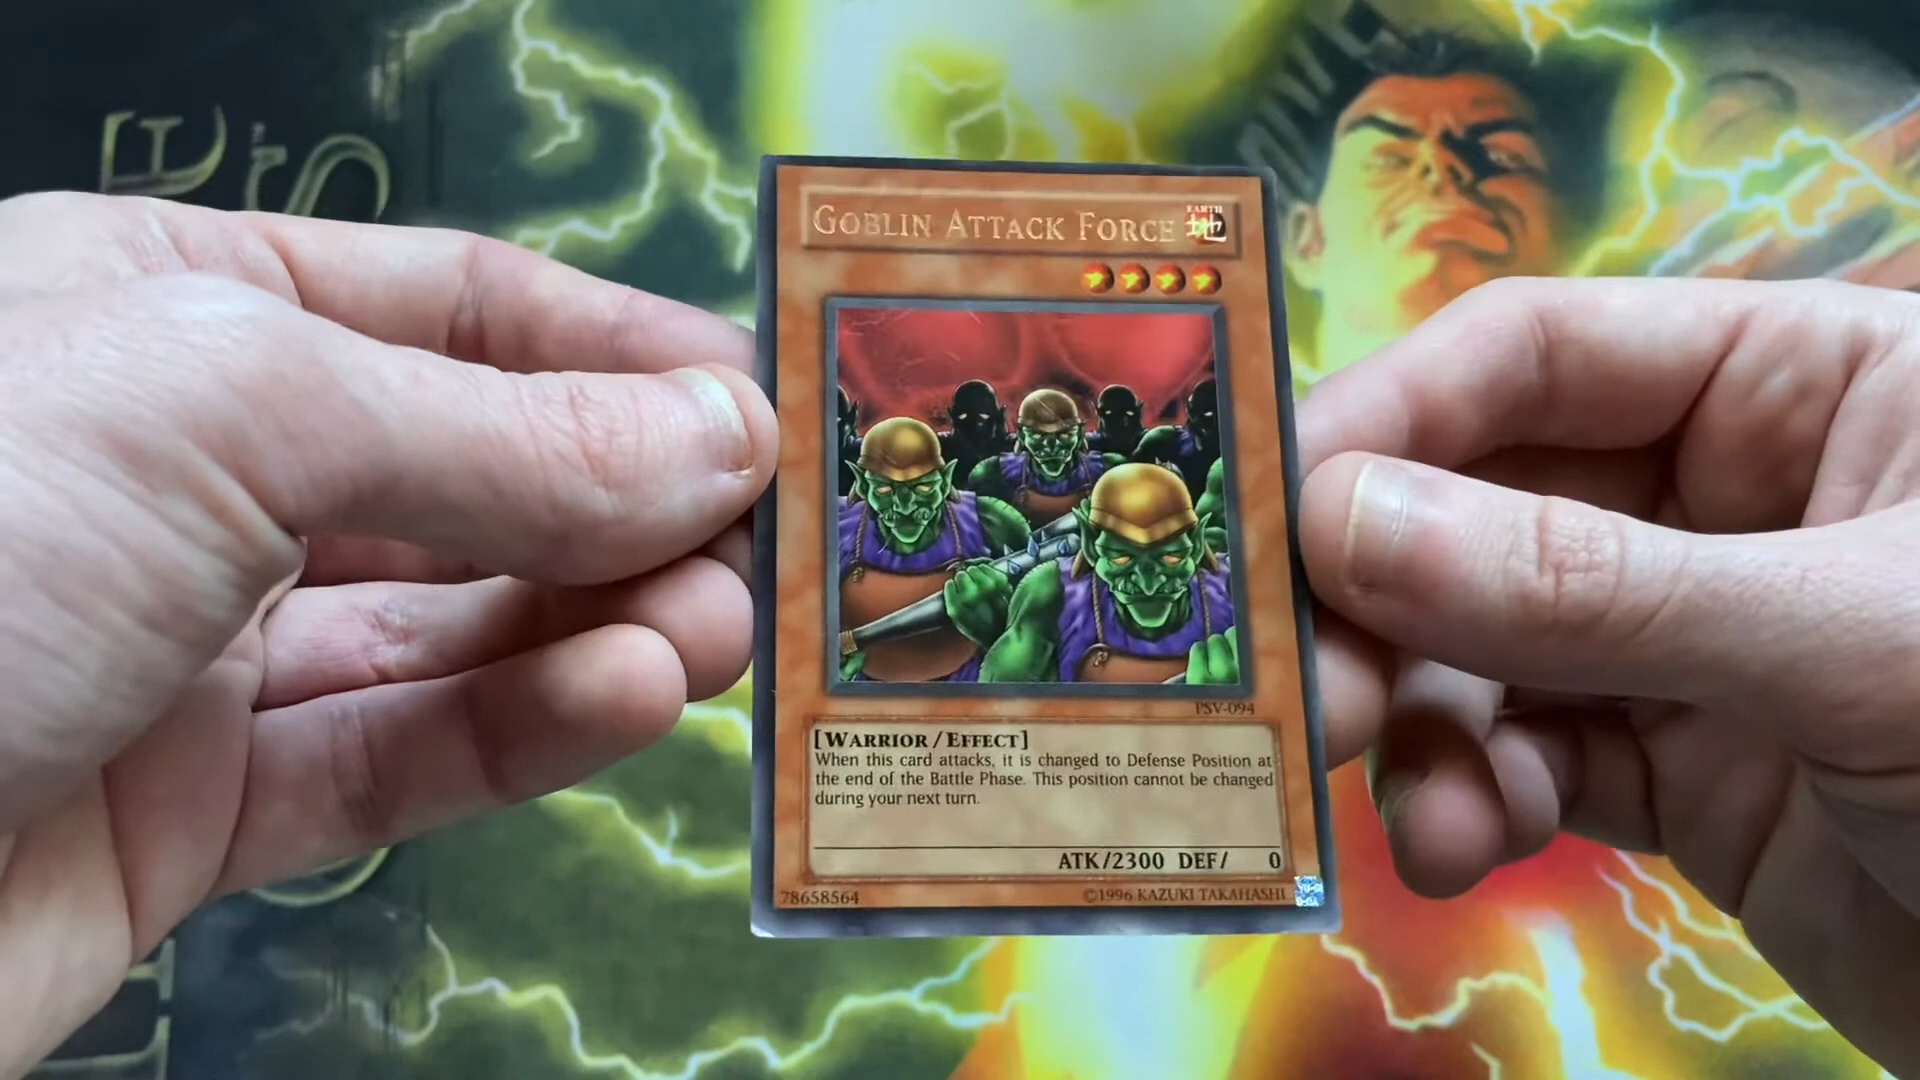 GOBLIN ATTACK FORCE
EARTH
地
PSV-094
[WARRIOR/EFFECT]
When this card attacks, it is changed to Defense Position at
the end of the Battle Phase. This position cannot be changed
during your next turn.
ATK/2300 DEF/ 0
78658564
©1996 KAZUKI TAKAHASHI